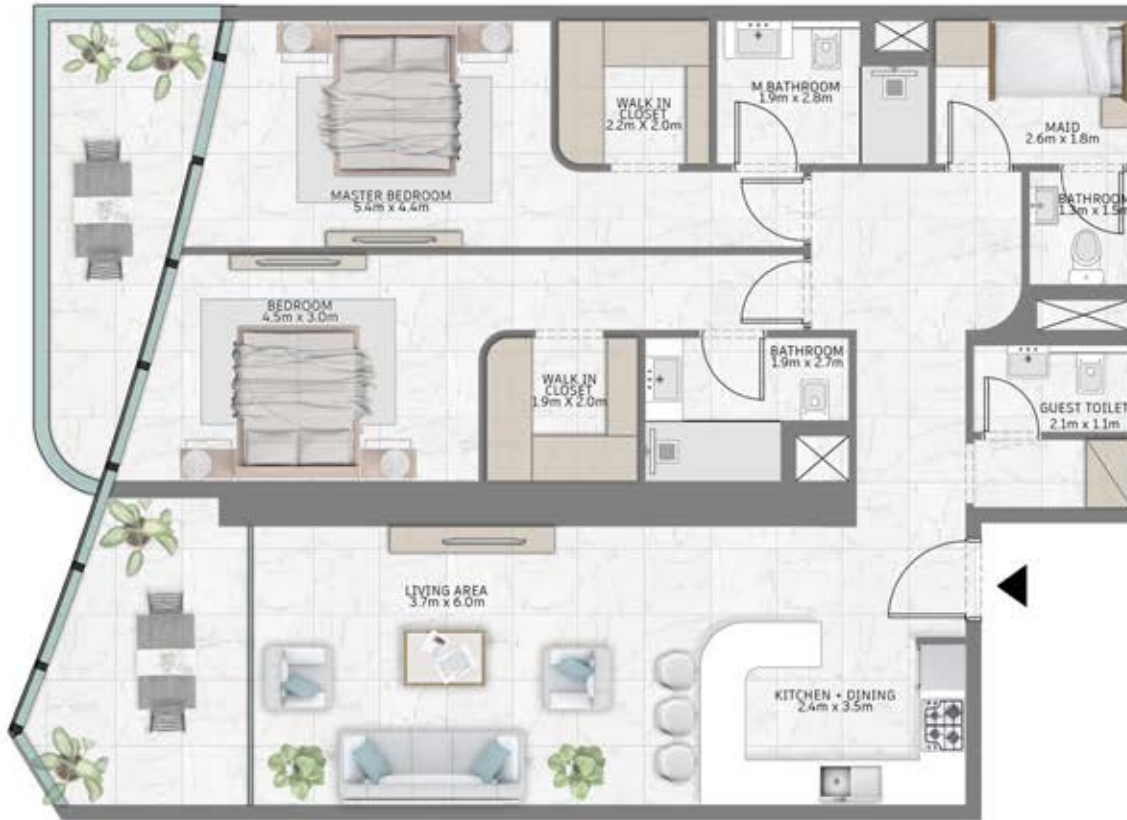 M.BATHROOM
1.9m x 2.8m
WALK IN
CLOSET
2.2m X 2.0m
MAID
2.6m x 1.8m
MASTER BEDROOM
5.4m x 4.4m
BATHROOM
1.3m x 1.5m
BEDROOM
4.5m x 3.0m
BATHROOM
1.9m x 2.7m
WALK IN
CLOSET
1.9m X 2.0m
GUEST TOILET
2.1m x 1.1m
LIVING AREA
3.7m x 6.0m
KITCHEN + DINING
2.4m x 3.5m